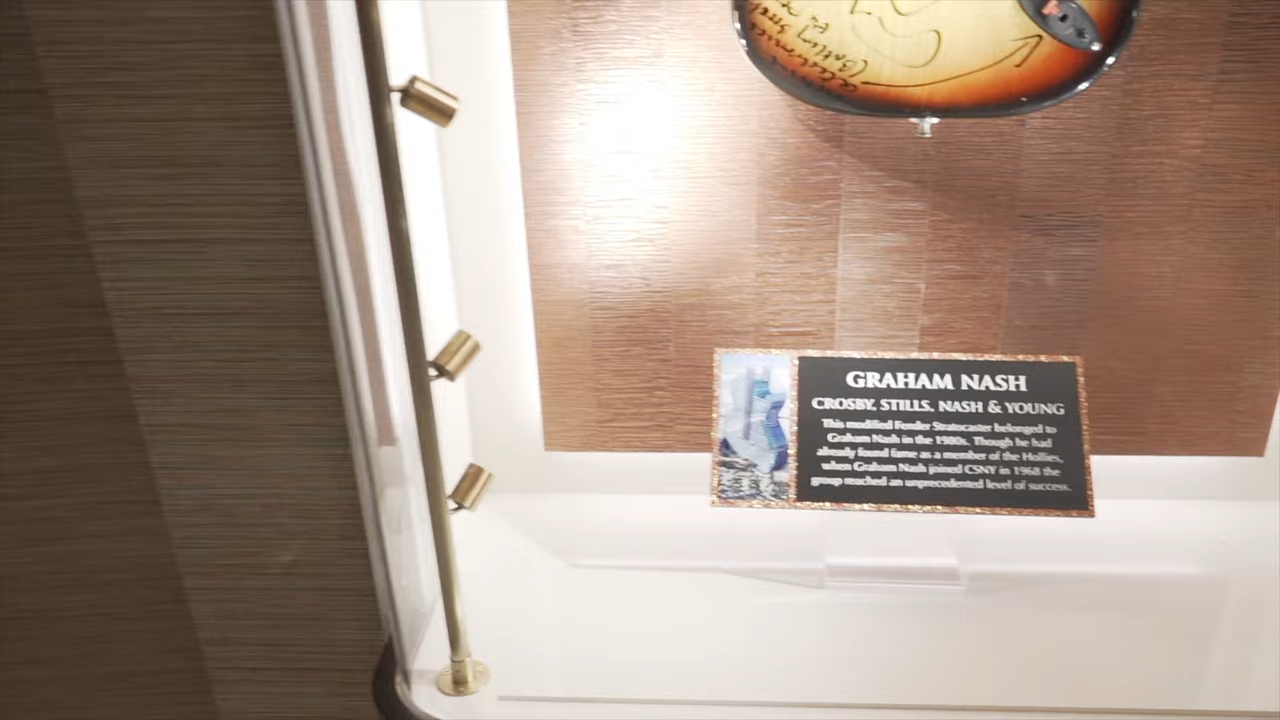 GRAHAM NASH
CROSBY, STILLS, NASH & YOUNG
This modified Fender Stratocaster belonged to
Graham Nash in the 1980s. Though he had
already found fame as a member of the Hollies,
when Graham Nash joined CSNY in 1968 the
group reached an unprecedented level of success.